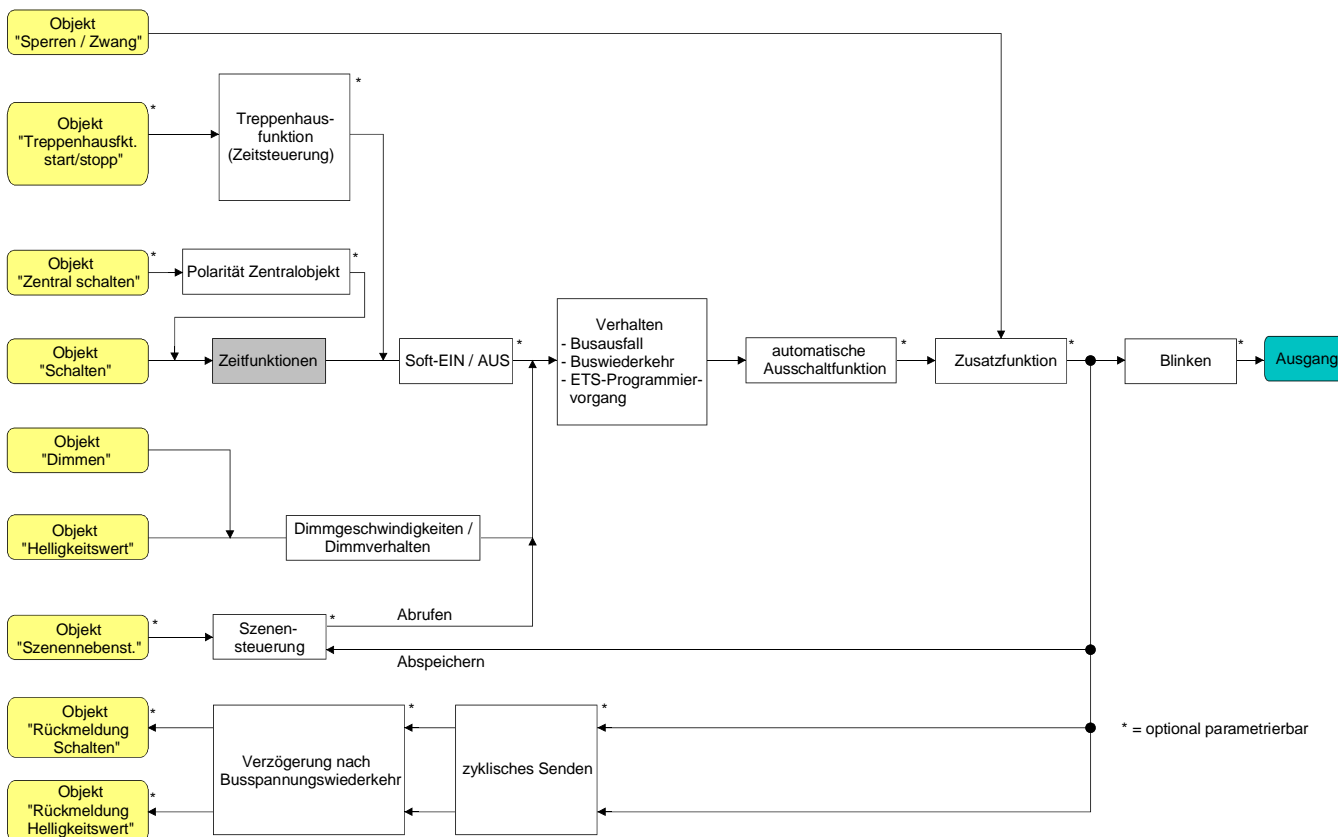 Objekt
"Sperren / Zwang"
*
*
Objekt
"Treppenhausfkt.
start/stopp"
Treppenhaus-
funktion
(Zeitsteuerung)
*
*
Objekt
"Zentral schalten"
Polarität Zentralobjekt
Objekt
"Schalten"
Zeitfunktionen
Soft-EIN / AUS
*
Verhalten
- Busausfall
- Buswiederkehr
- ETS-Programmier-
vorgang
automatische
Ausschaltfunktion
*
Zusatzfunktion
*
Blinken
*
Ausgang
Objekt
"Dimmen"
Objekt
"Helligkeitswert"
Dimmgeschwindigkeiten /
Dimmverhalten
Objekt
"Szenennebenst."
*
Szenen-
steuerung
*
Abrufen
Abspeichern
Objekt
"Rückmeldung
Schalten"
*
Verzögerung nach
Busspannungswiederkehr
*
zyklisches Senden
*
* = optional parametrierbar
Objekt
"Rückmeldung
Helligkeitswert"
*